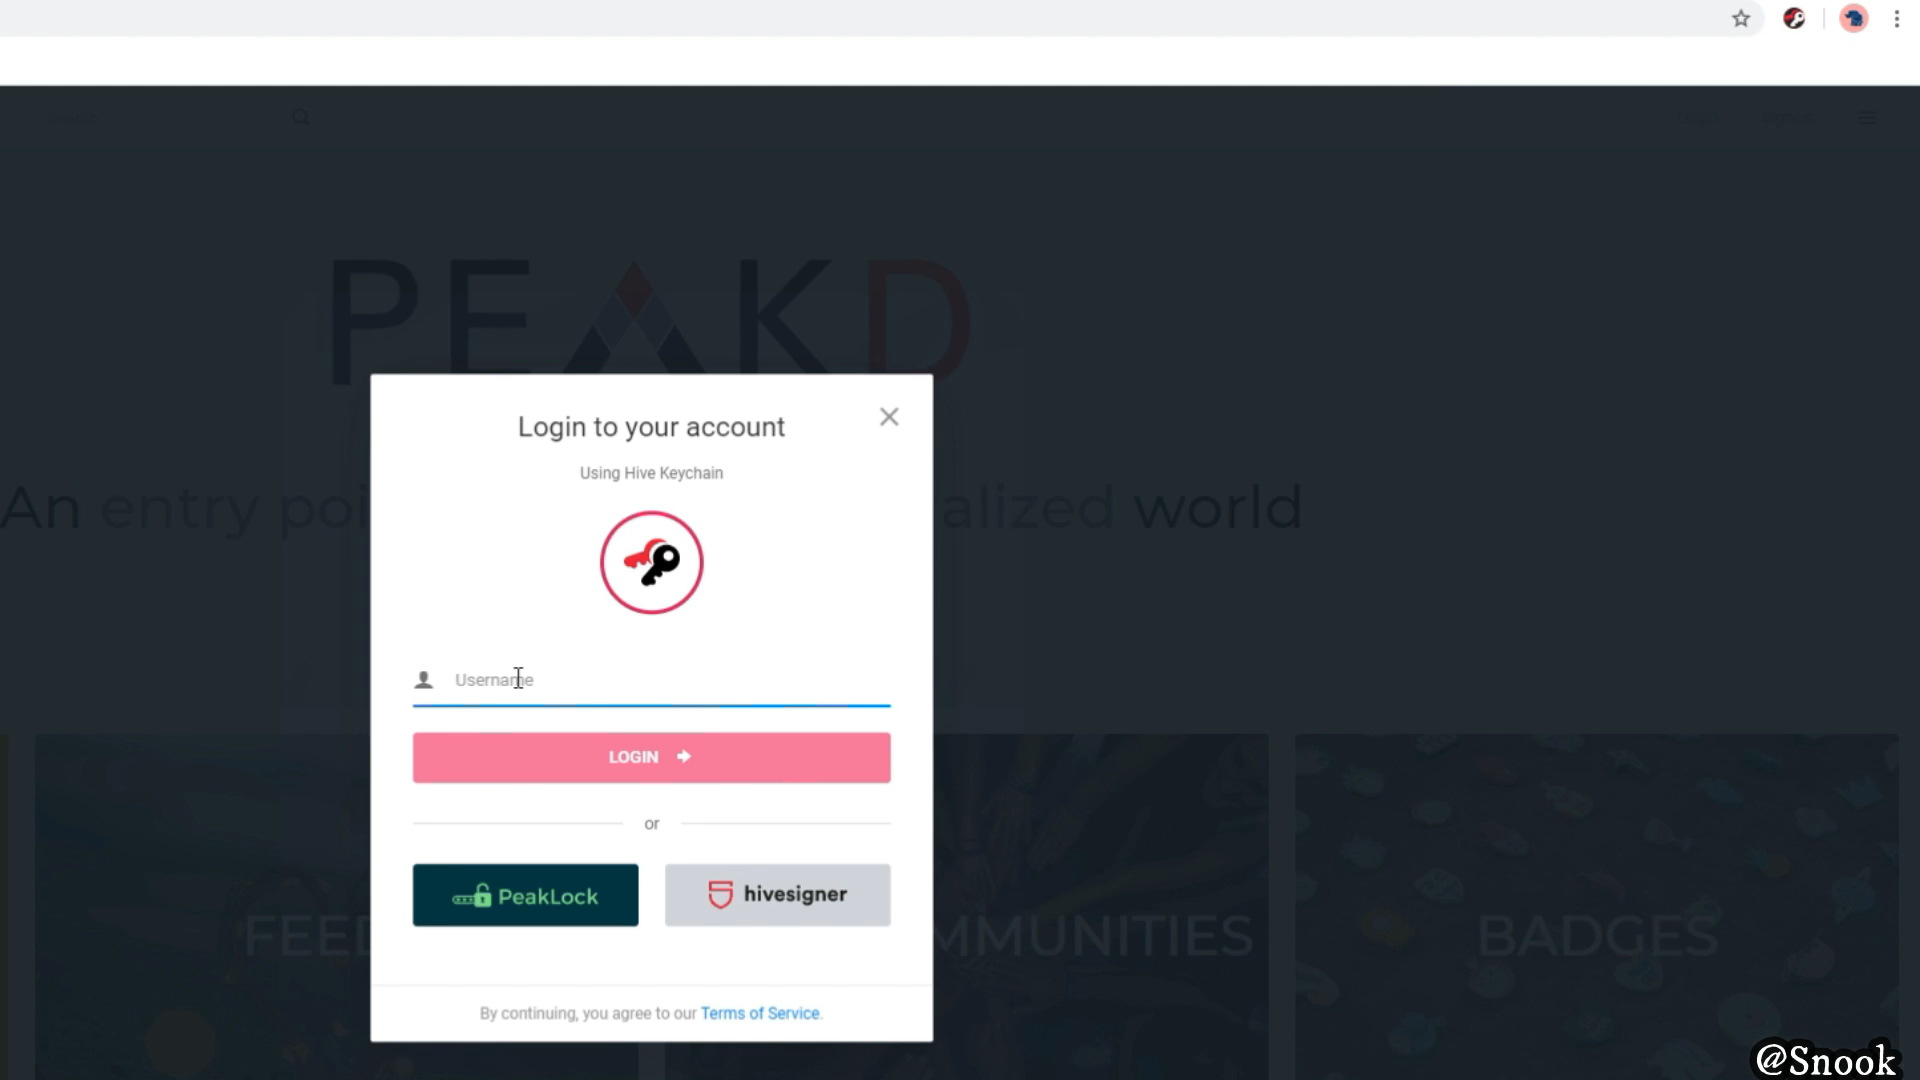 PEAKD
Login to your account
Using Hive Keychain
An entry poi
alized world
Username
LOGIN
or
PeakLock
hivesigner
FEED
MMUNITIES
BADGES
By continuing, you agree to our Terms of Service.
@Snook